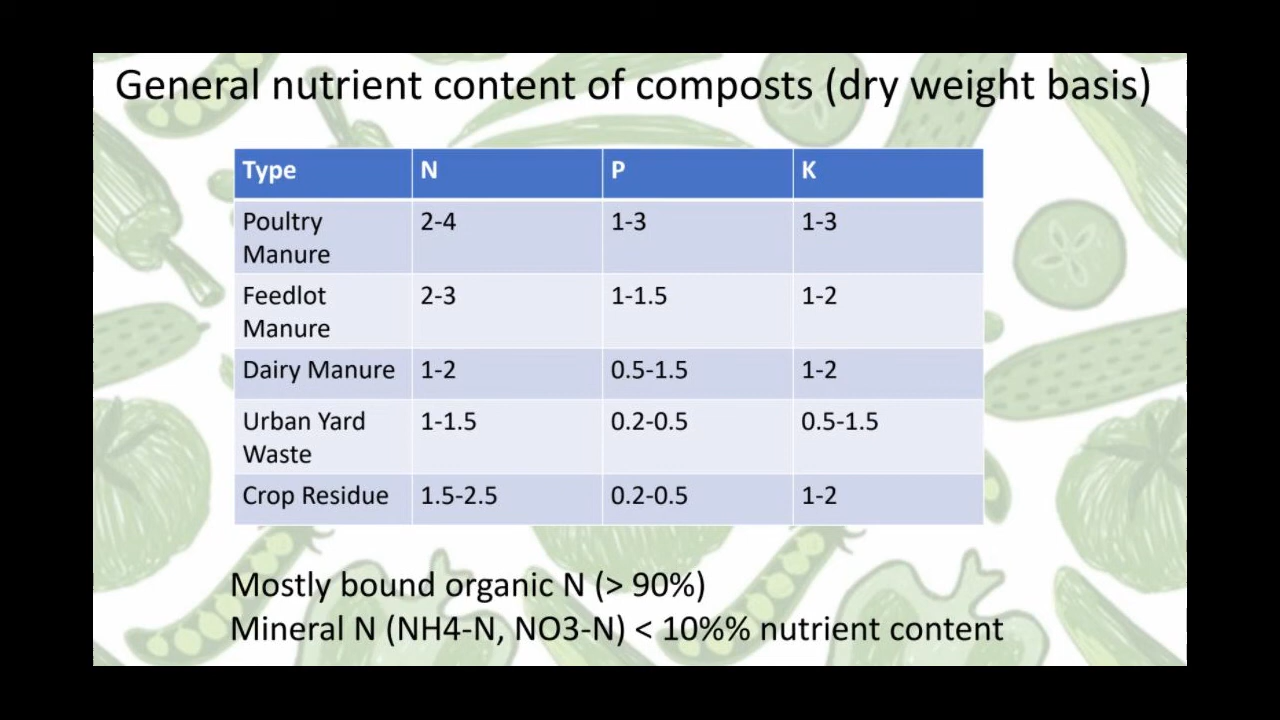 General nutrient content of composts (dry weight basis)
Type N P K
Poultry Manure 2-4 1-3 1-3
Feedlot Manure 2-3 1-1.5 1-2
Dairy Manure 1-2 0.5-1.5 1-2
Urban Yard Waste 1-1.5 0.2-0.5 0.5-1.5
Crop Residue 1.5-2.5 0.2-0.5 1-2
Mostly bound organic N (> 90%)
Mineral N (NH4-N, NO3-N) < 10%% nutrient content